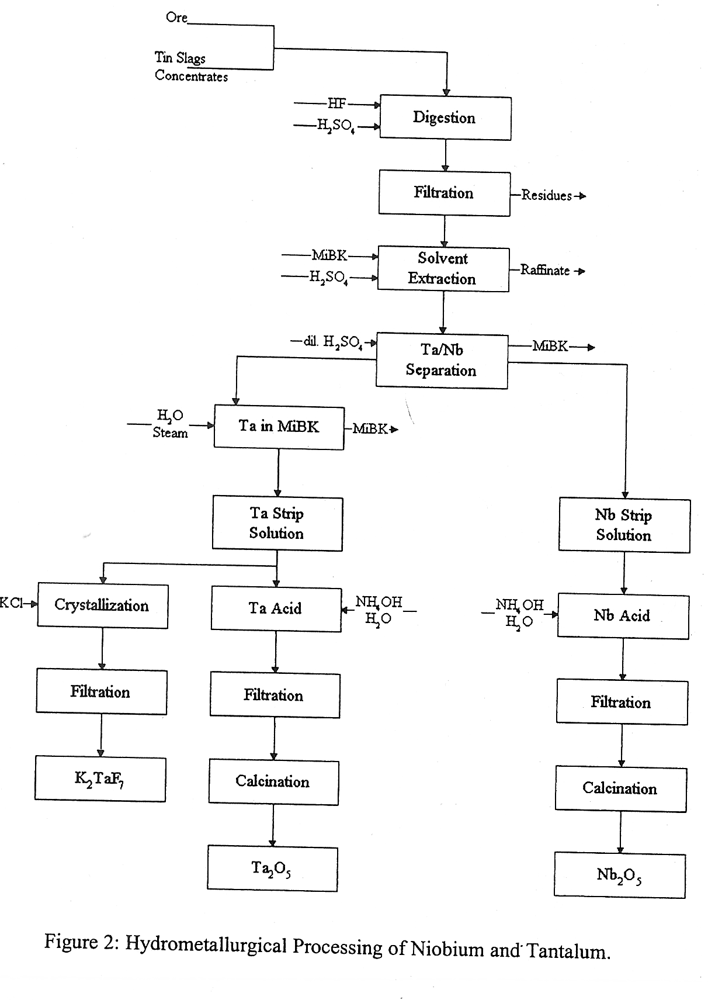 Ore
Tin Slags
Concentrates
HF
H₂SO₄
Digestion
Filtration
Residues
MiBK
H₂SO₄
Solvent
Extraction
Raffinate
dil. H₂SO₄
Ta/Nb
Separation
MiBK
H₂O
Steam
Ta in MiBK
MiBK
Ta Strip
Solution
Nb Strip
Solution
KCl
Crystallization
Ta Acid
NH₄OH
H₂O
NH₄OH
H₂O
Nb Acid
Filtration
Filtration
Filtration
K₂TaF₇
Calcination
Calcination
Ta₂O₅
Nb₂O₅
Figure 2: Hydrometallurgical Processing of Niobium and Tantalum.